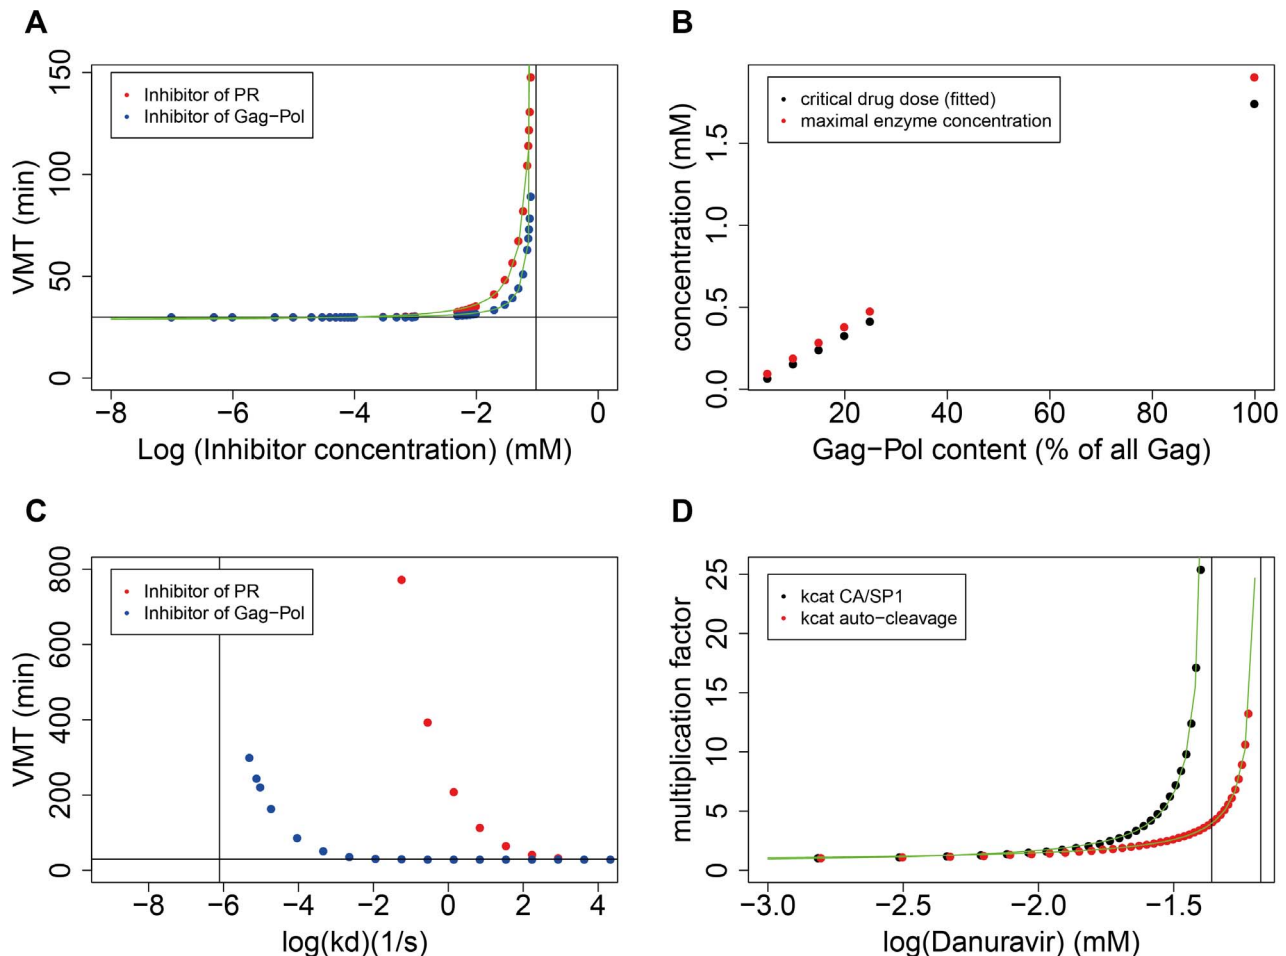 A
150
100
50
0
VMT (min)
Inhibitor of PR
Inhibitor of Gag−Pol
−8 −6 −4 −2 0
Log (Inhibitor concentration) (mM)
B
1.5
1.0
0.5
0.0
concentration (mM)
critical drug dose (fitted)
maximal enzyme concentration
20 40 60 80 100
Gag−Pol content (% of all Gag)
C
800
600
400
200
0
VMT (min)
Inhibitor of PR
Inhibitor of Gag−Pol
−8 −6 −4 −2 0 2 4
log(kd)(1/s)
D
25
20
15
10
5
0
multiplication factor
kcat CA/SP1
kcat auto−cleavage
−3.0 −2.5 −2.0 −1.5
log(Danuravir) (mM)